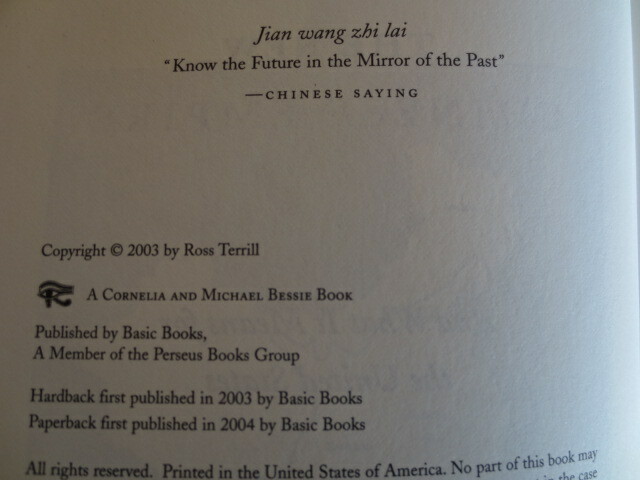 Jian wang zhi lai
"Know the Future in the Mirror of the Past"
—CHINESE SAYING
Copyright © 2003 by Ross Terrill
A CORNELIA AND MICHAEL BESSIE BOOK
Published by Basic Books,
A Member of the Perseus Books Group
Hardback first published in 2003 by Basic Books
Paperback first published in 2004 by Basic Books
All rights reserved. Printed in the United States of America. No part of this book may
in the case